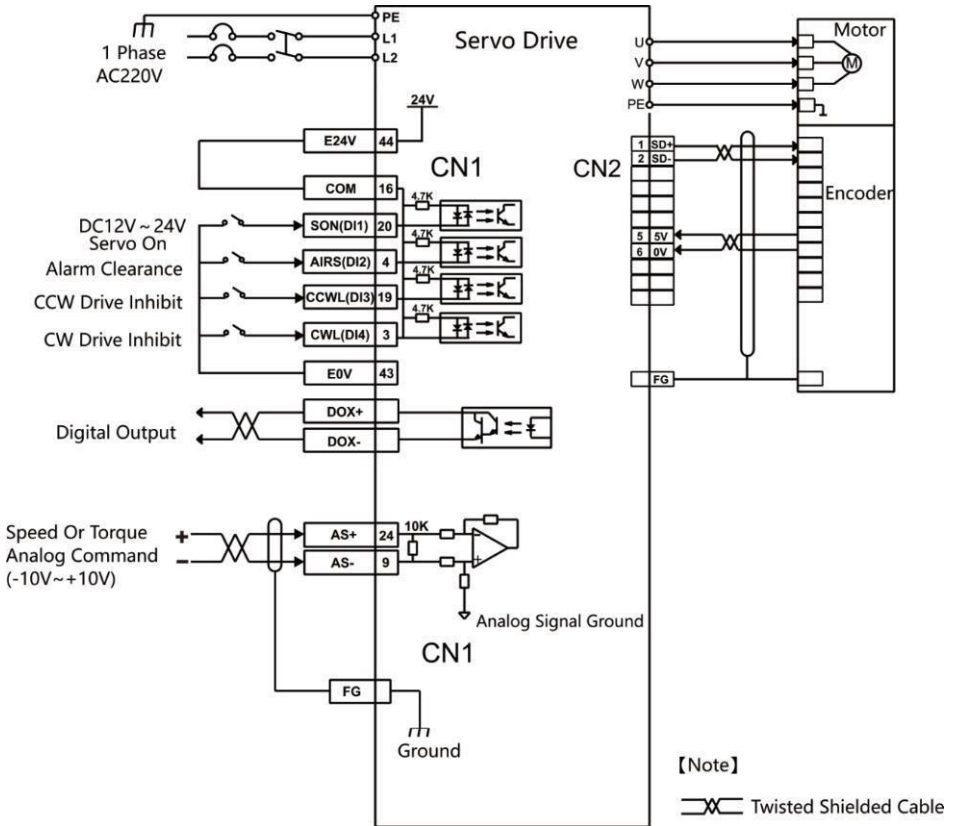 PE
L1
L2
1 Phase
AC220V
Servo Drive
U
V
W
PE
Motor
M
24V
E24V 44
CN1
COM 16
4.7K
DC12V~24V
Servo On
SON(DI1) 20
4.7K
Alarm Clearance
AIRS(DI2) 4
4.7K
CCW Drive Inhibit
CCWL(DI3) 19
4.7K
CW Drive Inhibit
CWL(DI4) 3
E0V 43
CN2
1 SD+
2 SD-
5 5V
6 0V
FG
Encoder
Digital Output
DOX+
DOX-
Speed Or Torque
Analog Command
(-10V~+10V)
+
-
AS+ 24
10K
AS- 9
-
+
Analog Signal Ground
CN1
FG
Ground
【Note】
Twisted Shielded Cable